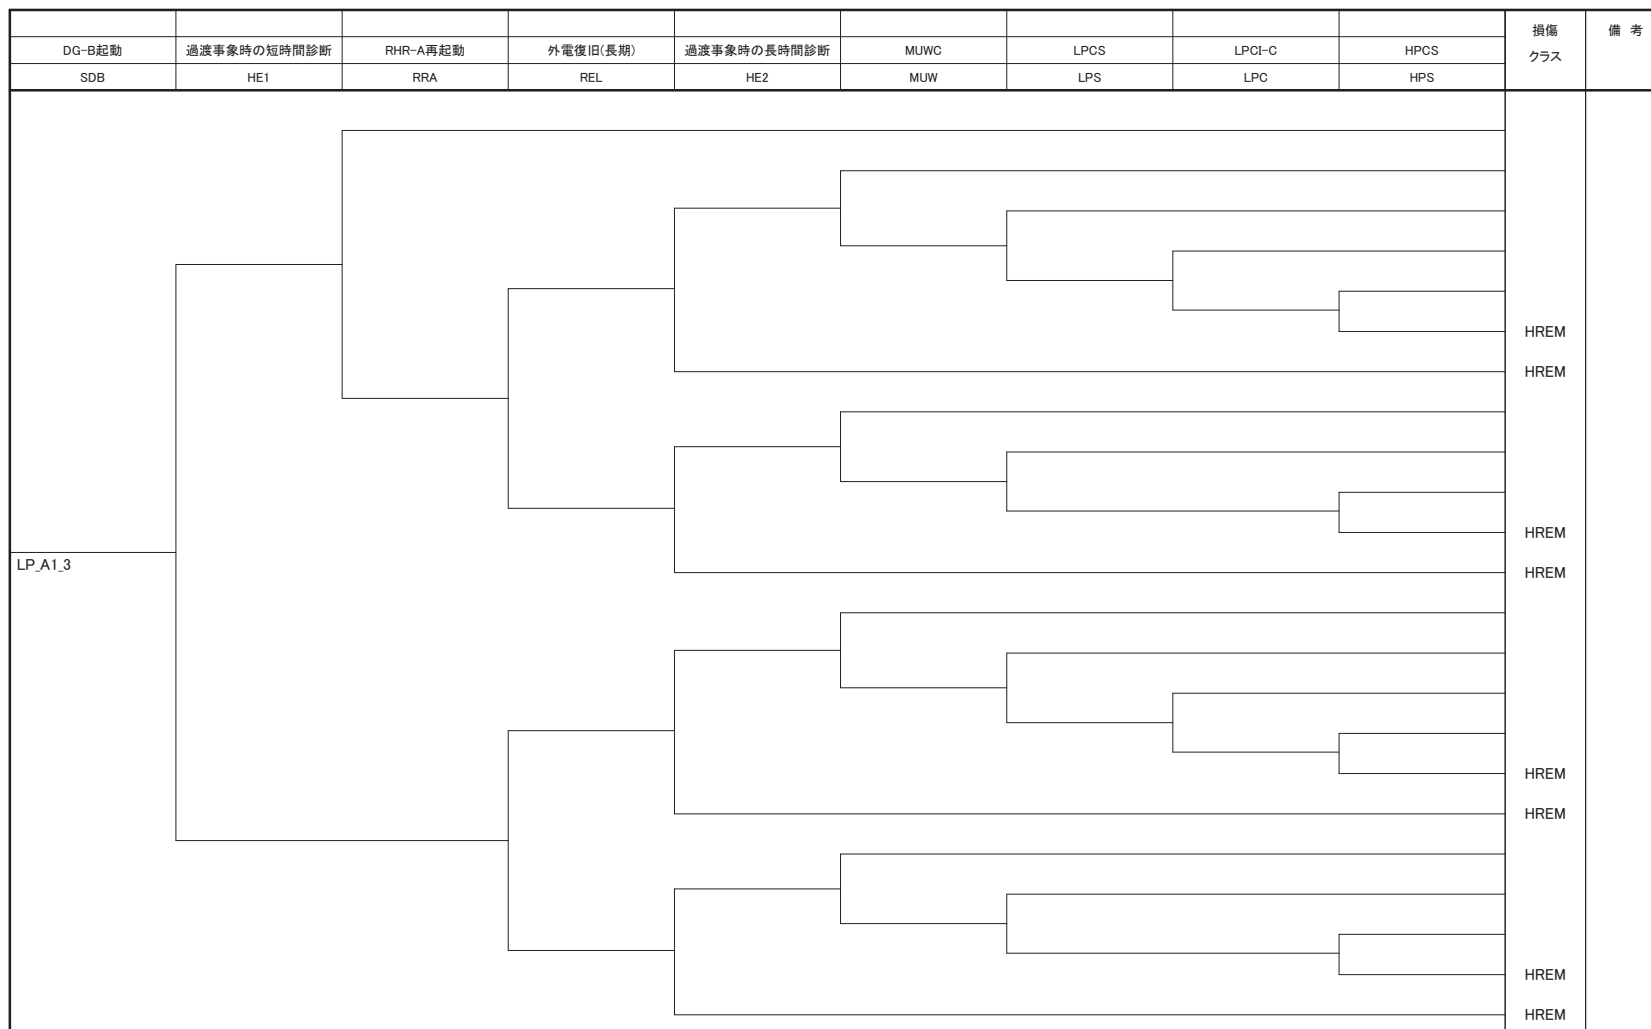 DG-B起動 過渡事象時の短時間診断 RHR-A再起動 外電復旧(長期) 過渡事象時の長時間診断 MUWC LPCS LPCI-C HPCS 損傷クラス 備 考
SDB HE1 RRA REL HE2 MUW LPS LPC HPS
HREM
HREM
HREM
LP_A1_3
HREM
HREM
HREM
HREM
HREM